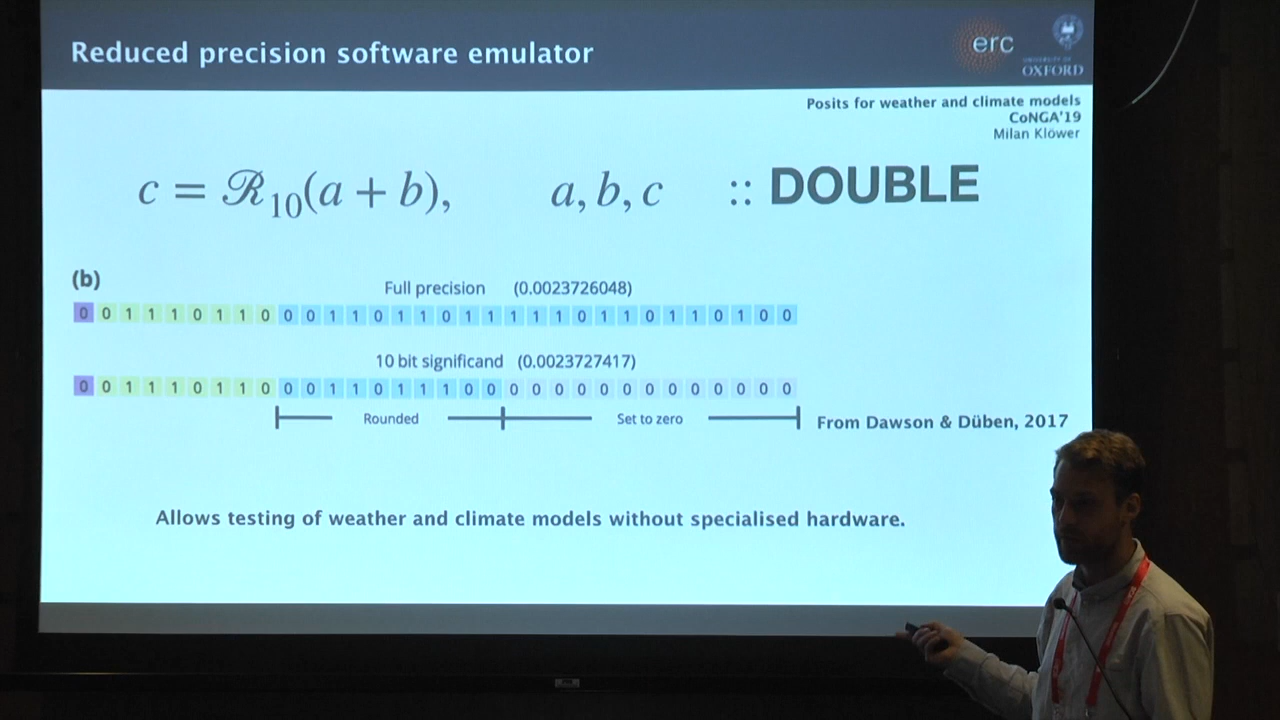 Reduced precision software emulator
erc
UNIVERSITY OF
OXFORD
Posits for weather and climate models
CoNGA'19
Milan Klöwer
c = ℛ₁₀(a + b), a, b, c :: DOUBLE
(b)
Full precision (0.0023726048)
0 0 1 1 1 0 1 1 0 0 0 1 1 0 1 1 0 1 1 1 1 1 0 1 1 0 1 1 0 1 0 0
10 bit significand (0.0023727417)
0 0 1 1 1 0 1 1 0 0 0 1 1 0 1 1 1 0 0 0 0 0 0 0 0 0 0 0 0 0 0 0
Rounded Set to zero
From Dawson & Düben, 2017
Allows testing of weather and climate models without specialised hardware.